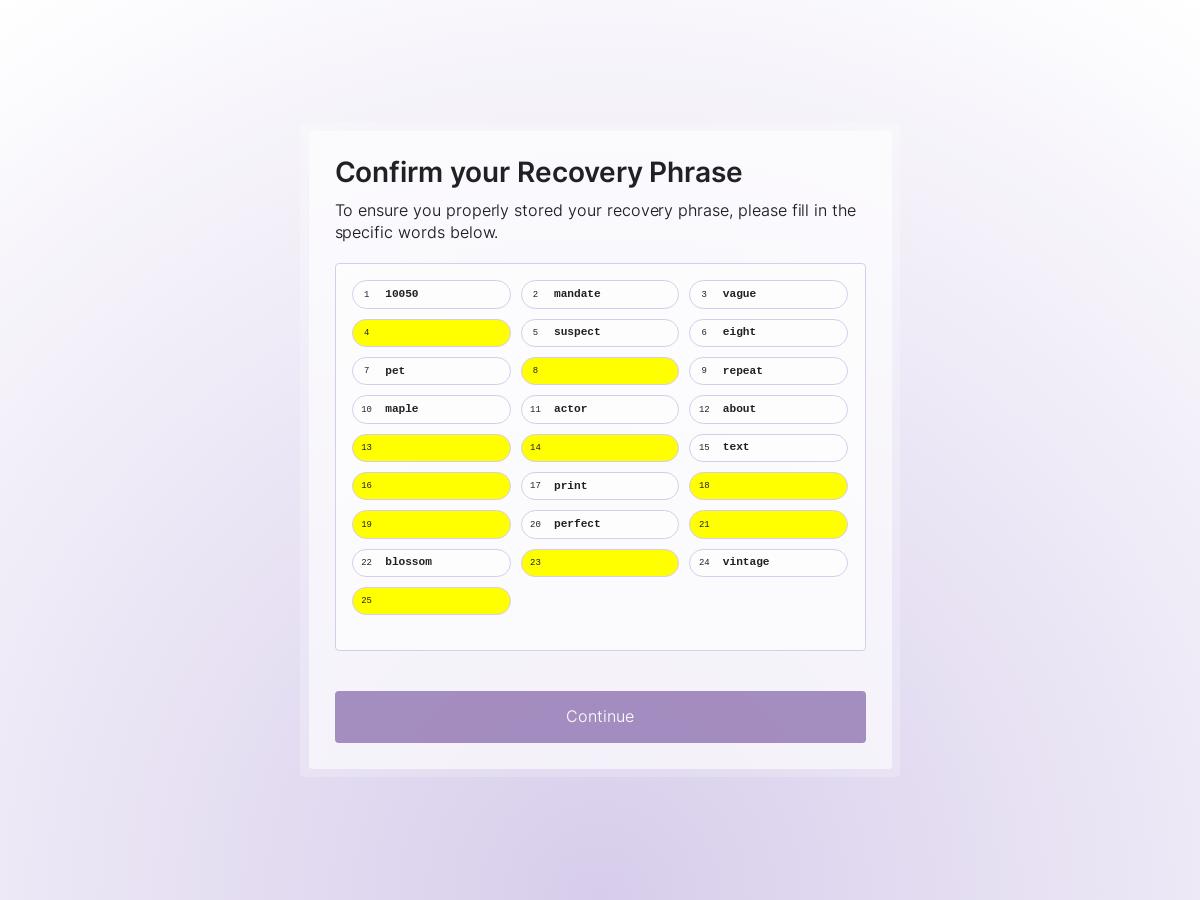 Confirm your Recovery Phrase
To ensure you properly stored your recovery phrase, please fill in the
specific words below.
1 10050 2 mandate 3 vague
4 5 suspect 6 eight
7 pet 8 9 repeat
10 maple 11 actor 12 about
13 14 15 text
16 17 print 18
19 20 perfect 21
22 blossom 23 24 vintage
25
Continue